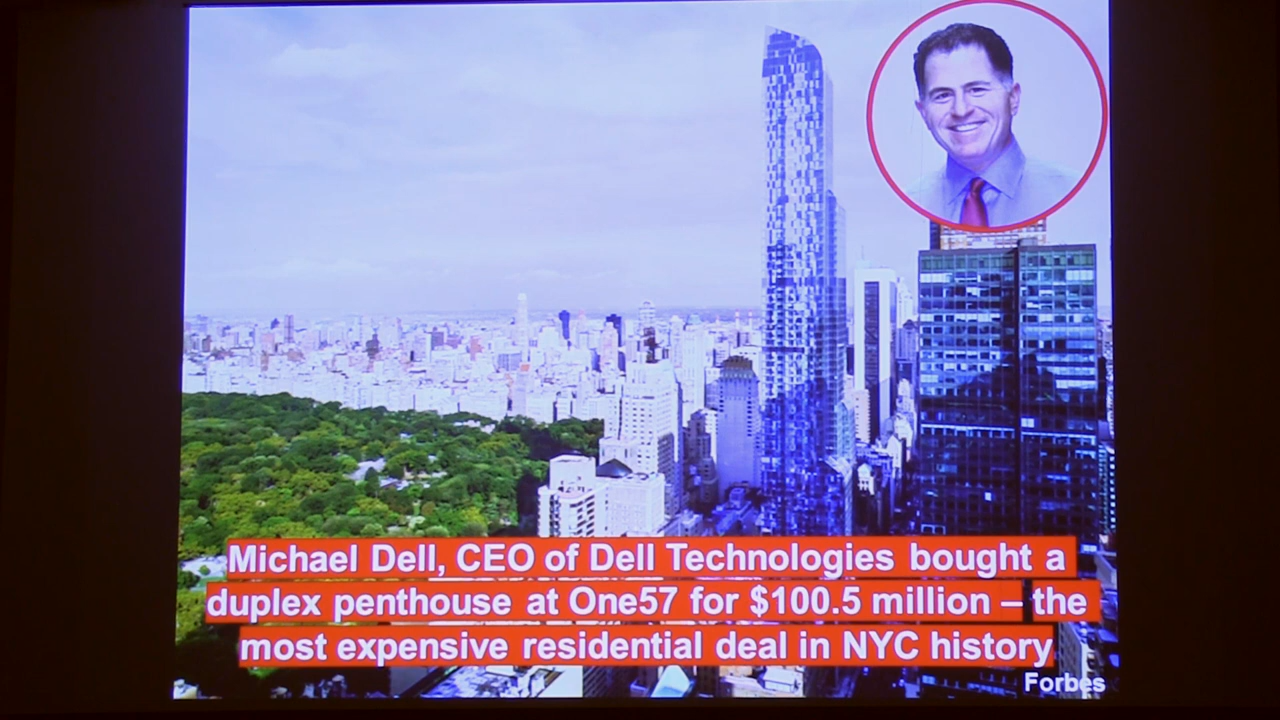 Michael Dell, CEO of Dell Technologies bought a
duplex penthouse at One57 for $100.5 million – the
most expensive residential deal in NYC history
Forbes